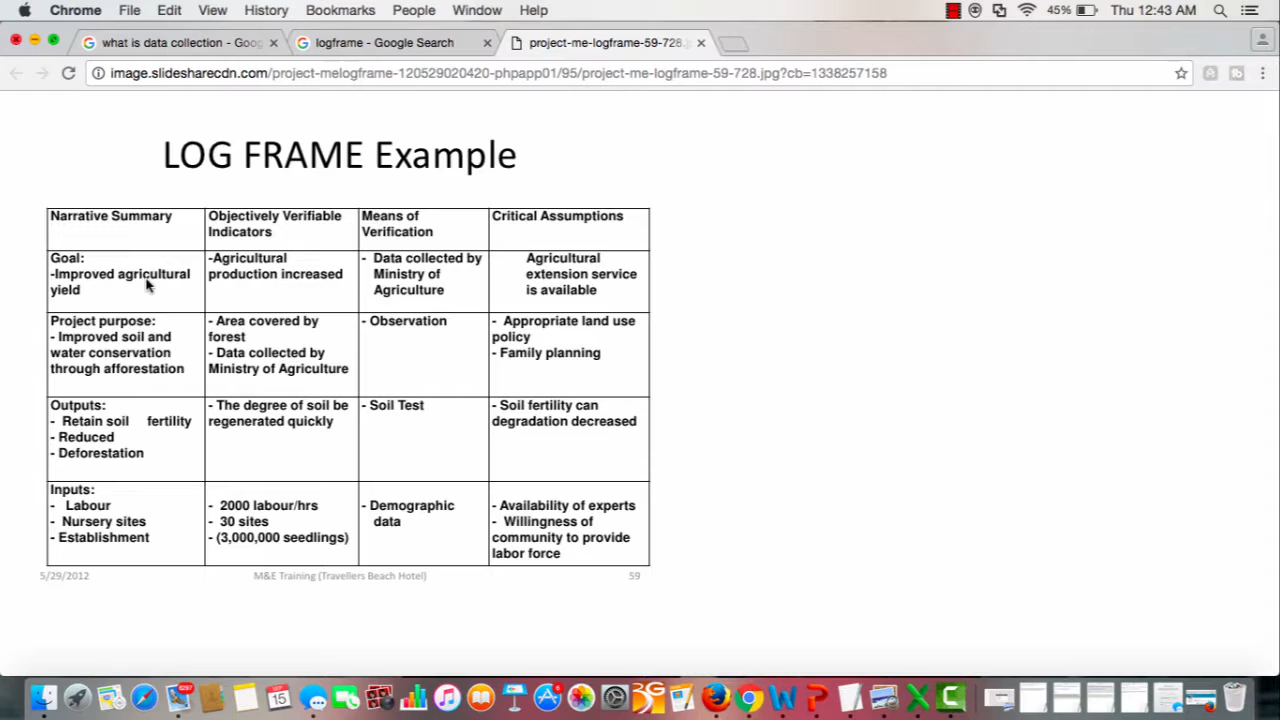 Chrome File Edit View History Bookmarks People Window Help 45% Thu 12:43 AM
what is data collection - Goog logframe - Google Search project-me-logframe-59-728.j
image.slidesharecdn.com/project-melogframe-120529020420-phpapp01/95/project-me-logframe-59-728.jpg?cb=1338257158
LOG FRAME Example
Narrative Summary
Objectively Verifiable
Indicators
Means of
Verification
Critical Assumptions
Goal:
-Improved agricultural
yield
-Agricultural
production increased
- Data collected by
Ministry of
Agriculture
Agricultural
extension service
is available
Project purpose:
- Improved soil and
water conservation
through afforestation
- Area covered by
forest
- Data collected by
Ministry of Agriculture
- Observation
- Appropriate land use
policy
- Family planning
Outputs:
- Retain soil fertility
- Reduced
- Deforestation
- The degree of soil be
regenerated quickly
- Soil Test
- Soil fertility can
degradation decreased
Inputs:
- Labour
- Nursery sites
- Establishment
- 2000 labour/hrs
- 30 sites
- (3,000,000 seedlings)
- Demographic
data
- Availability of experts
- Willingness of
community to provide
labor force
5/29/2012 M&E Training (Travellers Beach Hotel) 59